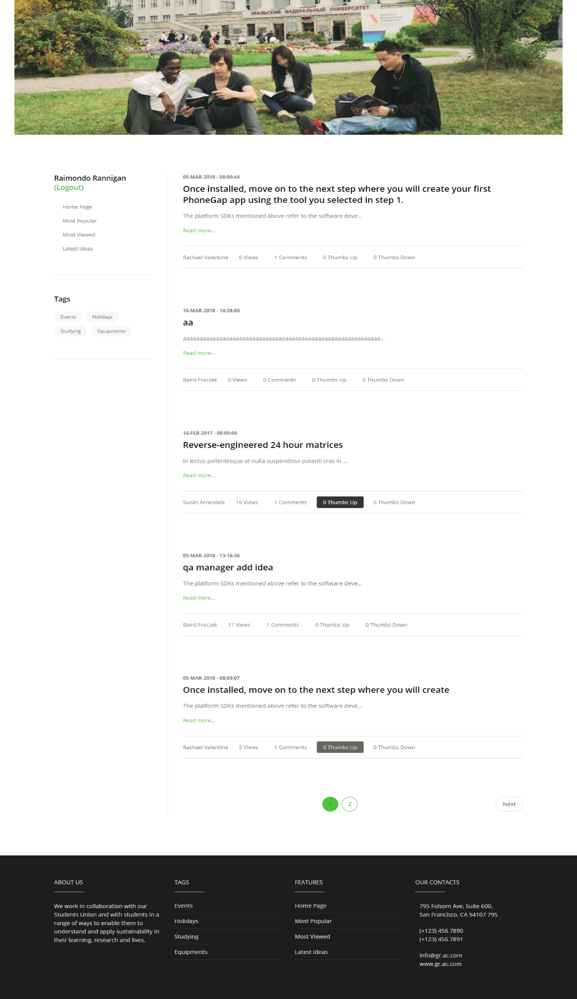 УРАЛЬСКИЙ ФЕДЕРАЛЬНЫЙ УНИВЕРСИТЕТ
Уральский
федеральный
университет
Raimondo Rannigan
(Logout)
Home Page
Most Popular
Most Viewed
Latest Ideas
Tags
Events Holidays
Studying Equipments
05-MAR-2018 - 08:00:44
Once installed, move on to the next step where you will create your first
PhoneGap app using the tool you selected in step 1.
The platform SDKs mentioned above refer to the software deve...
Read more...
Rachael Valentine 6 Views 1 Comments 0 Thumbs Up 0 Thumbs Down
16-MAR-2018 - 10:28:00
aa
aaaaaaaaaaaaaaaaaaaaaaaaaaaaaaaaaaaaaaaaaaaaaaaaaaaaaaaaaaaa...
Read more...
Baird Fraczek 0 Views 0 Comments 0 Thumbs Up 0 Thumbs Down
16-FEB-2017 - 00:00:00
Reverse-engineered 24 hour matrices
in lectus pellentesque at nulla suspendisse potenti cras in ...
Read more...
Susan Arrandale 16 Views 1 Comments 0 Thumbs Up 0 Thumbs Down
05-MAR-2018 - 13:16:36
qa manager add idea
The platform SDKs mentioned above refer to the software deve...
Read more...
Baird Fraczek 11 Views 1 Comments 0 Thumbs Up 0 Thumbs Down
05-MAR-2018 - 08:09:07
Once installed, move on to the next step where you will create
The platform SDKs mentioned above refer to the software deve...
Read more...
Rachael Valentine 5 Views 1 Comments 0 Thumbs Up 0 Thumbs Down
1 2 Next
ABOUT US
We work in collaboration with our
Students Union and with students in a
range of ways to enable them to
understand and apply sustainability in
their learning, research and lives.
TAGS
Events
Holidays
Studying
Equipments
FEATURES
Home Page
Most Popular
Most Viewed
Latest Ideas
OUR CONTACTS
795 Folsom Ave, Suite 600,
San Francisco, CA 94107 795
(+123) 456 7890
(+123) 456 7891
info@gr.ac.com
www.gr.ac.com